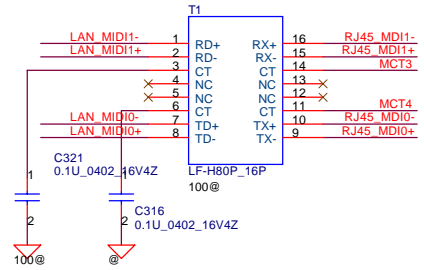 T1
LAN_MIDI1- 1 RD+ RX+ 16 RJ45_MDI1-
LAN_MIDI1+ 2 RD- RX- 15 RJ45_MDI1+
3 CT CT 14 MCT3
4 NC NC 13
5 NC NC 12
6 CT CT 11 MCT4
LAN_MIDI0- 7 TD+ TX+ 10 RJ45_MDI0-
LAN_MIDI0+ 8 TD- TX- 9 RJ45_MDI0+
LF-H80P_16P
100@
C321
0.1U_0402_16V4Z
1 1
2 2
C316
0.1U_0402_16V4Z
100@ @